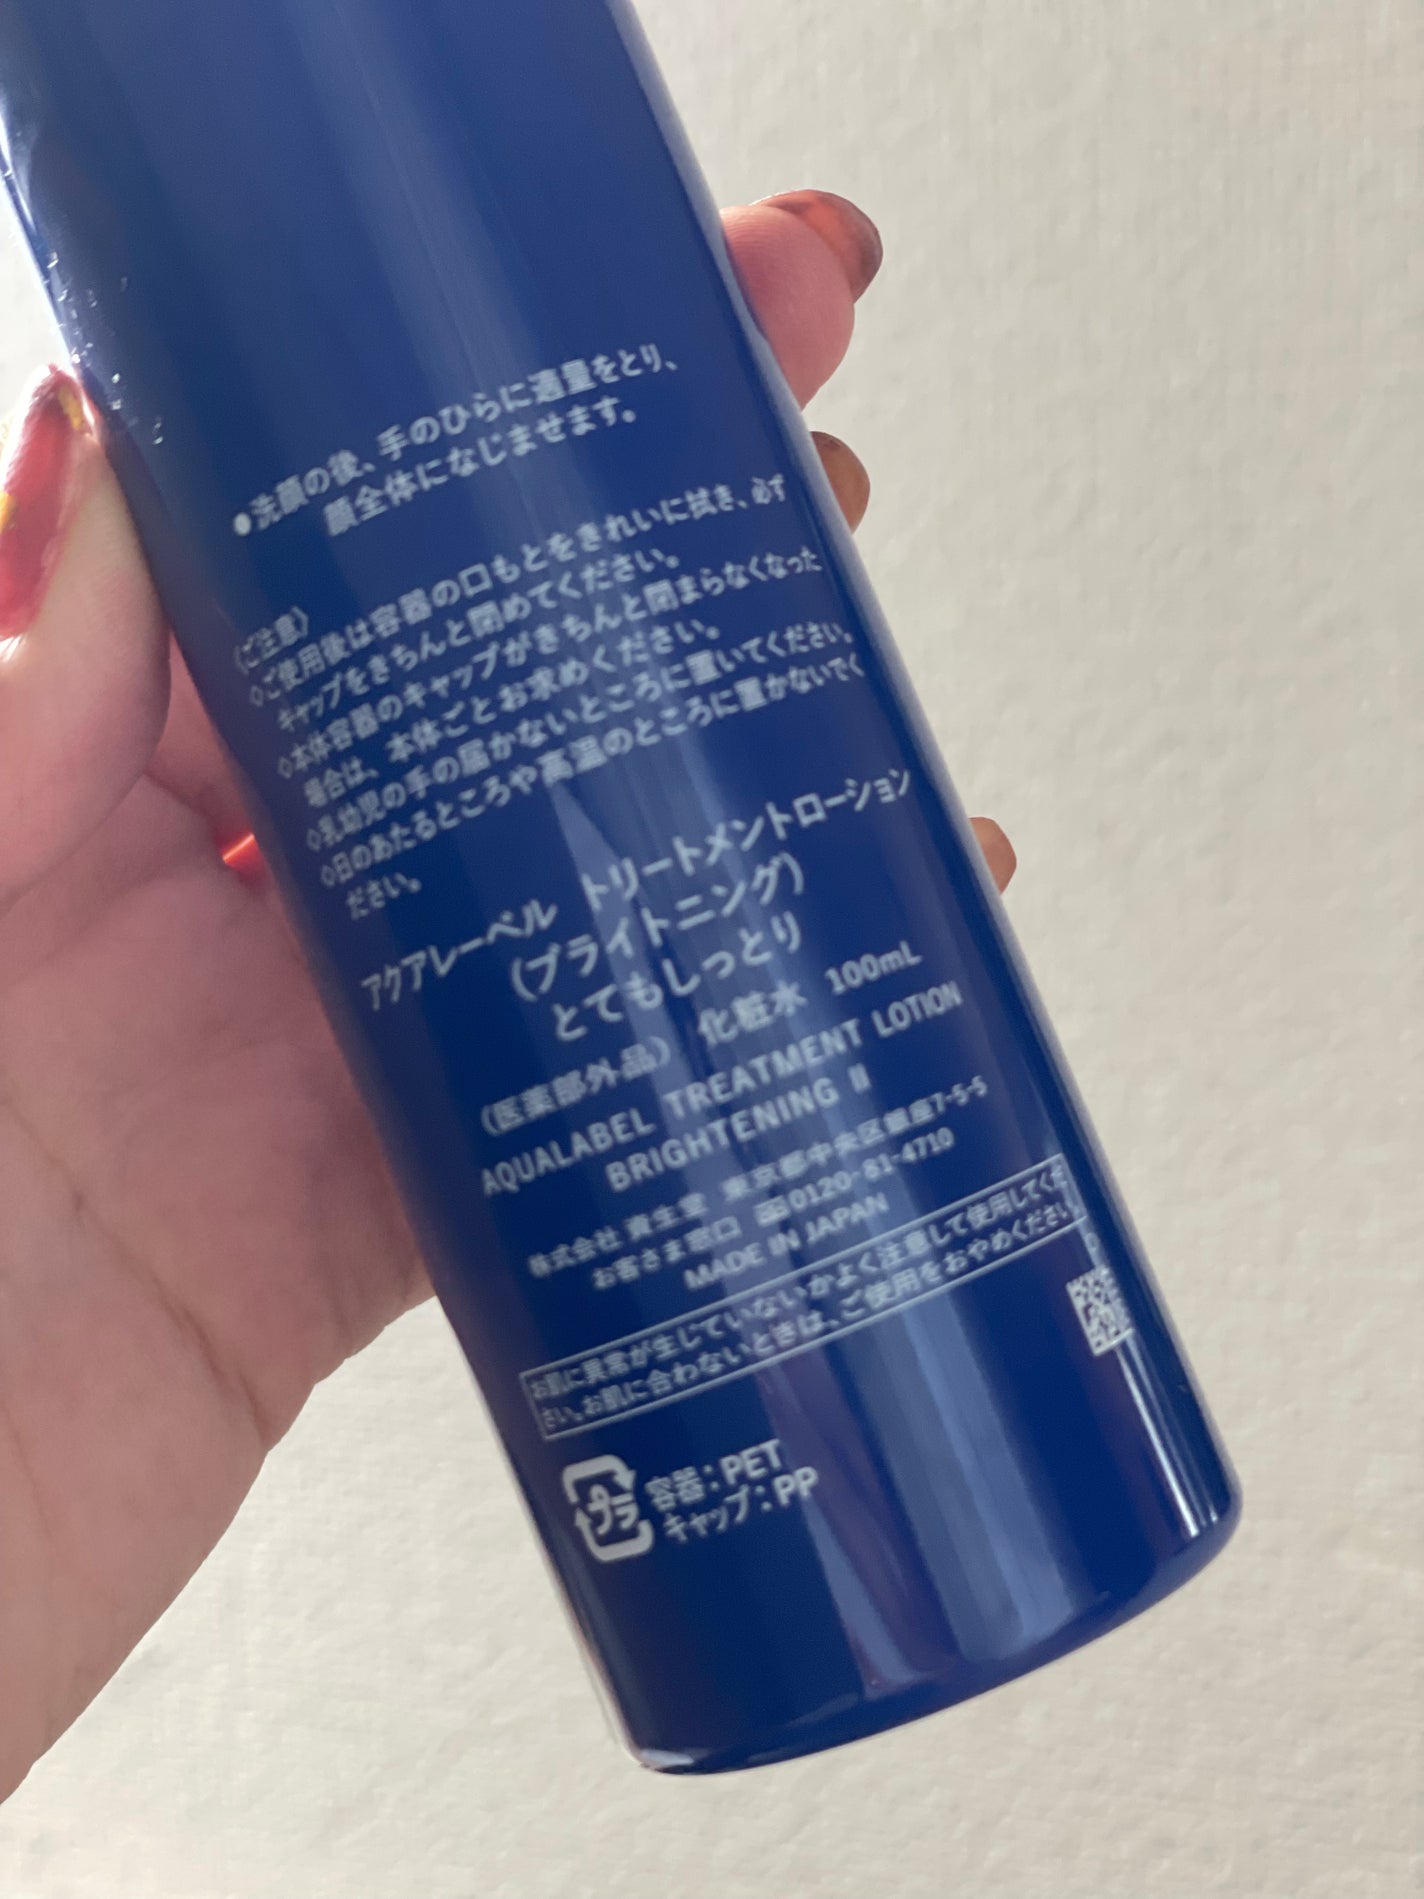 ●洗顔の後、手のひらに適量をとり、
顔全体になじませます。
〈ご注意〉
◇ご使用後は容器の口もとをきれいに拭き、必ず
キャップをきちんと閉めてください。
◇本体容器のキャップがきちんと閉まらなくなった
場合は、本体ごとお求めください。
◇乳幼児の手の届かないところに置いてください。
◇日のあたるところや高温のところに置かないでく
ださい。
アクアレーベル トリートメントローション
（ブライトニング）
とてもしっとり
（医薬部外品） 化粧水 100mL
AQUALABEL TREATMENT LOTION
BRIGHTENING II
株式会社 資生堂 東京都中央区銀座7-5-5
お客さま窓口 0120-81-4710
MADE IN JAPAN
お肌に異常が生じていないかよく注意して使用してくだ
さい。お肌に合わないときは、ご使用をおやめください。
プラ 容器：PET
キャップ：PP